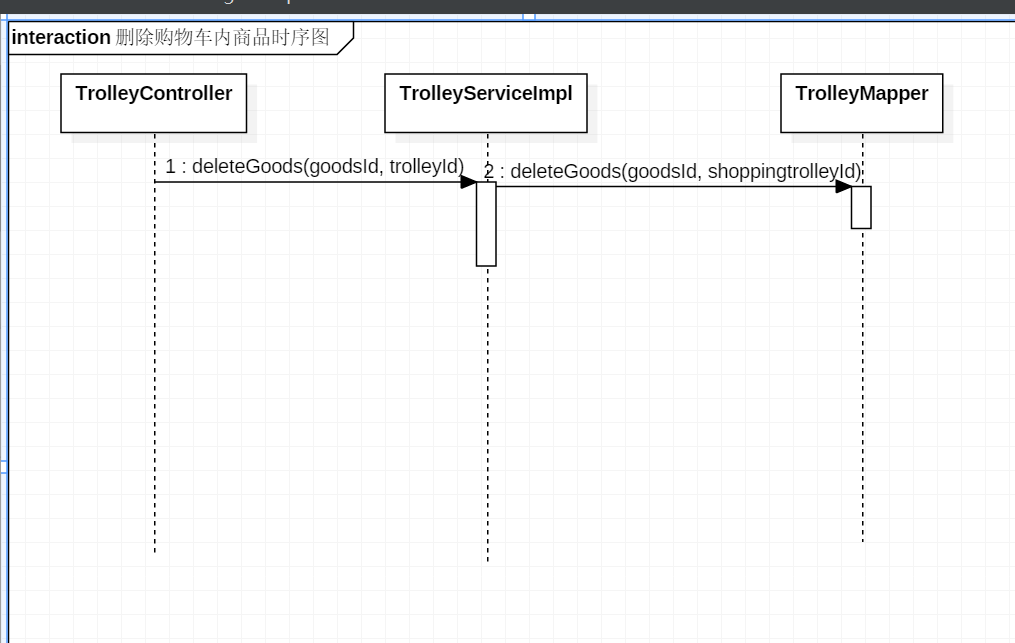 interaction 删除购物车内商品时序图
TrolleyController
TrolleyServiceImpl
TrolleyMapper
1 : deleteGoods(goodsId, trolleyId)
2 : deleteGoods(goodsId, shoppingtrolleyId)